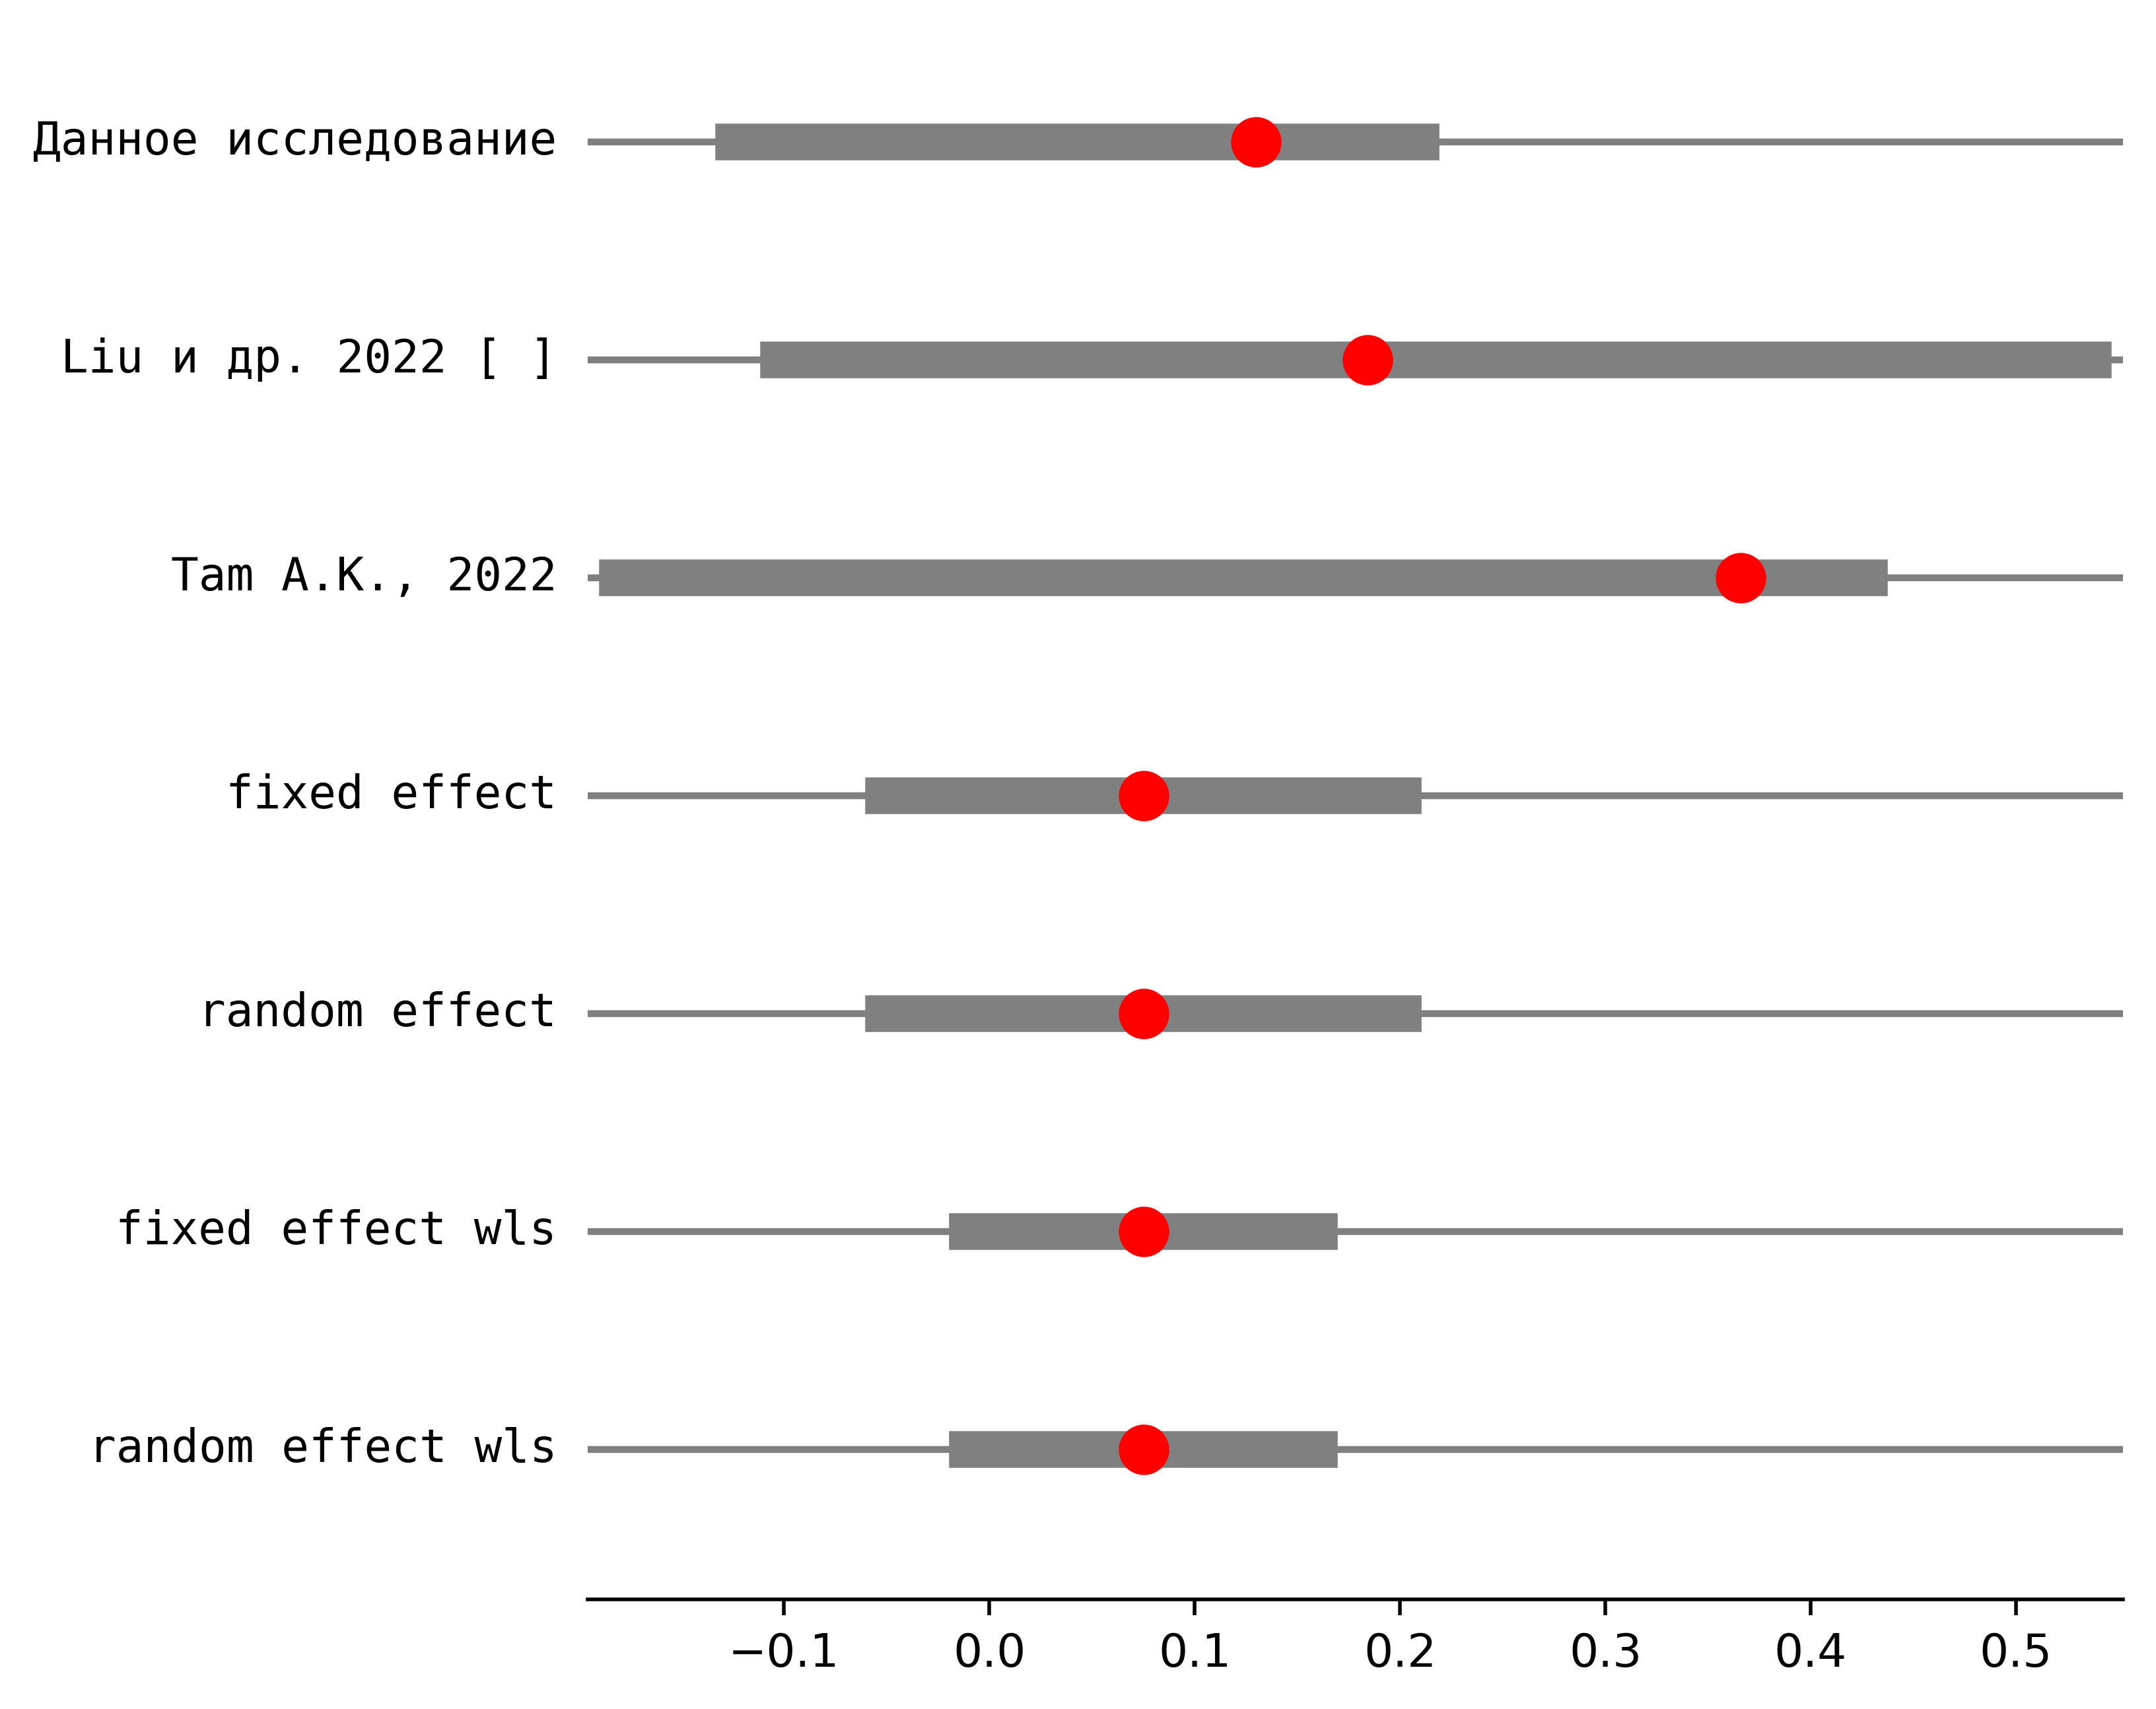 Данное исследование
Liu и др. 2022 [ ]
Tam A.K., 2022
fixed effect
random effect
fixed effect wls
random effect wls
−0.1 0.0 0.1 0.2 0.3 0.4 0.5